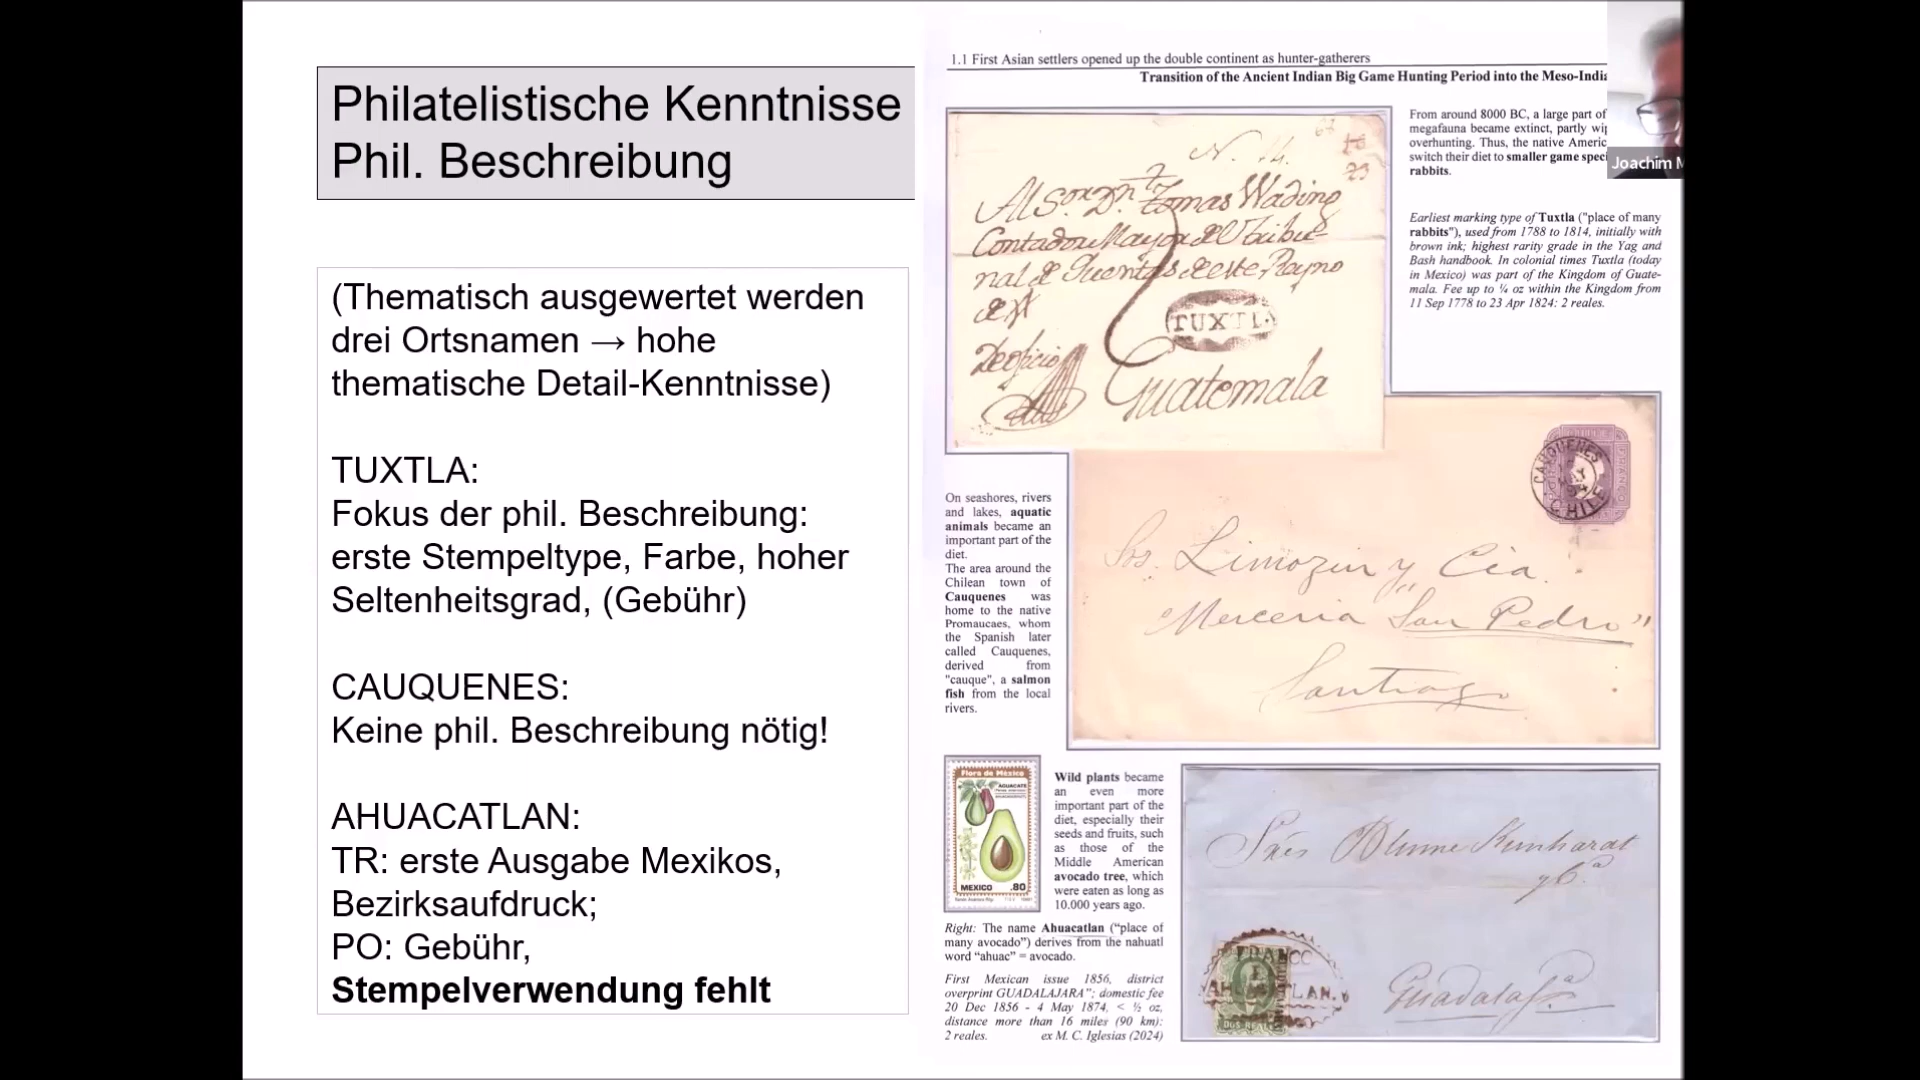 Philatelistische Kenntnisse
Phil. Beschreibung
(Thematisch ausgewertet werden
drei Ortsnamen → hohe
thematische Detail-Kenntnisse)
TUXTLA:
Fokus der phil. Beschreibung:
erste Stempeltype, Farbe, hoher
Seltenheitsgrad, (Gebühr)
CAUQUENES:
Keine phil. Beschreibung nötig!
AHUACATLAN:
TR: erste Ausgabe Mexikos,
Bezirksaufdruck;
PO: Gebühr,
Stempelverwendung fehlt
1.1 First Asian settlers opened up the double continent as hunter-gatherers
Transition of the Ancient Indian Big Game Hunting Period into the Meso-India
From around 8000 BC, a large part of
megafauna became extinct, partly wip
overhunting. Thus, the native Americ
switch their diet to smaller game speci
rabbits.
Joachim M
Tomas Wading
TUXTLA
Guatemala
Earliest marking type of Tuxtla ("place of many
rabbits"), used from 1788 to 1814, initially with
brown ink; highest rarity grade in the Yag and
Bash handbook. In colonial times Tuxtla (today
in Mexico) was part of the Kingdom of Guate-
mala. Fee up to ¼ oz within the Kingdom from
11 Sep 1778 to 23 Apr 1824: 2 reales.
On seashores, rivers
and lakes, aquatic
animals became an
important part of the
diet.
The area around the
Chilean town of
Cauquenes was
home to the native
Promaucaes, whom
the Spanish later
called Cauquenes,
derived from
"cauque", a salmon
fish from the local
rivers.
CAUQUENES
CHILE
Limozin y Cia.
Merceria "San Pedro"
Santiago
Flora de México
AGUACATE
MEXICO .80
Wild plants became
an even more
important part of the
diet, especially their
seeds and fruits, such
as those of the
Middle American
avocado tree, which
were eaten as long as
10.000 years ago.
Right: The name Ahuacatlan (“place of
many avocado”) derives from the nahuatl
word “ahuac” = avocado.
First Mexican issue 1856, district
overprint GUADALAJARA"; domestic fee
20 Dec 1856 - 4 May 1874, < ½ oz,
distance more than 16 miles (90 km):
2 reales. ex M. C. Iglesias (2024)
FRANCO
DOS REALES